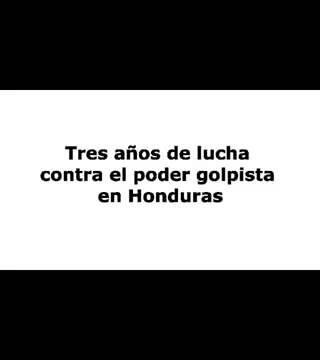 Tres años de lucha
contra el poder golpista
en Honduras